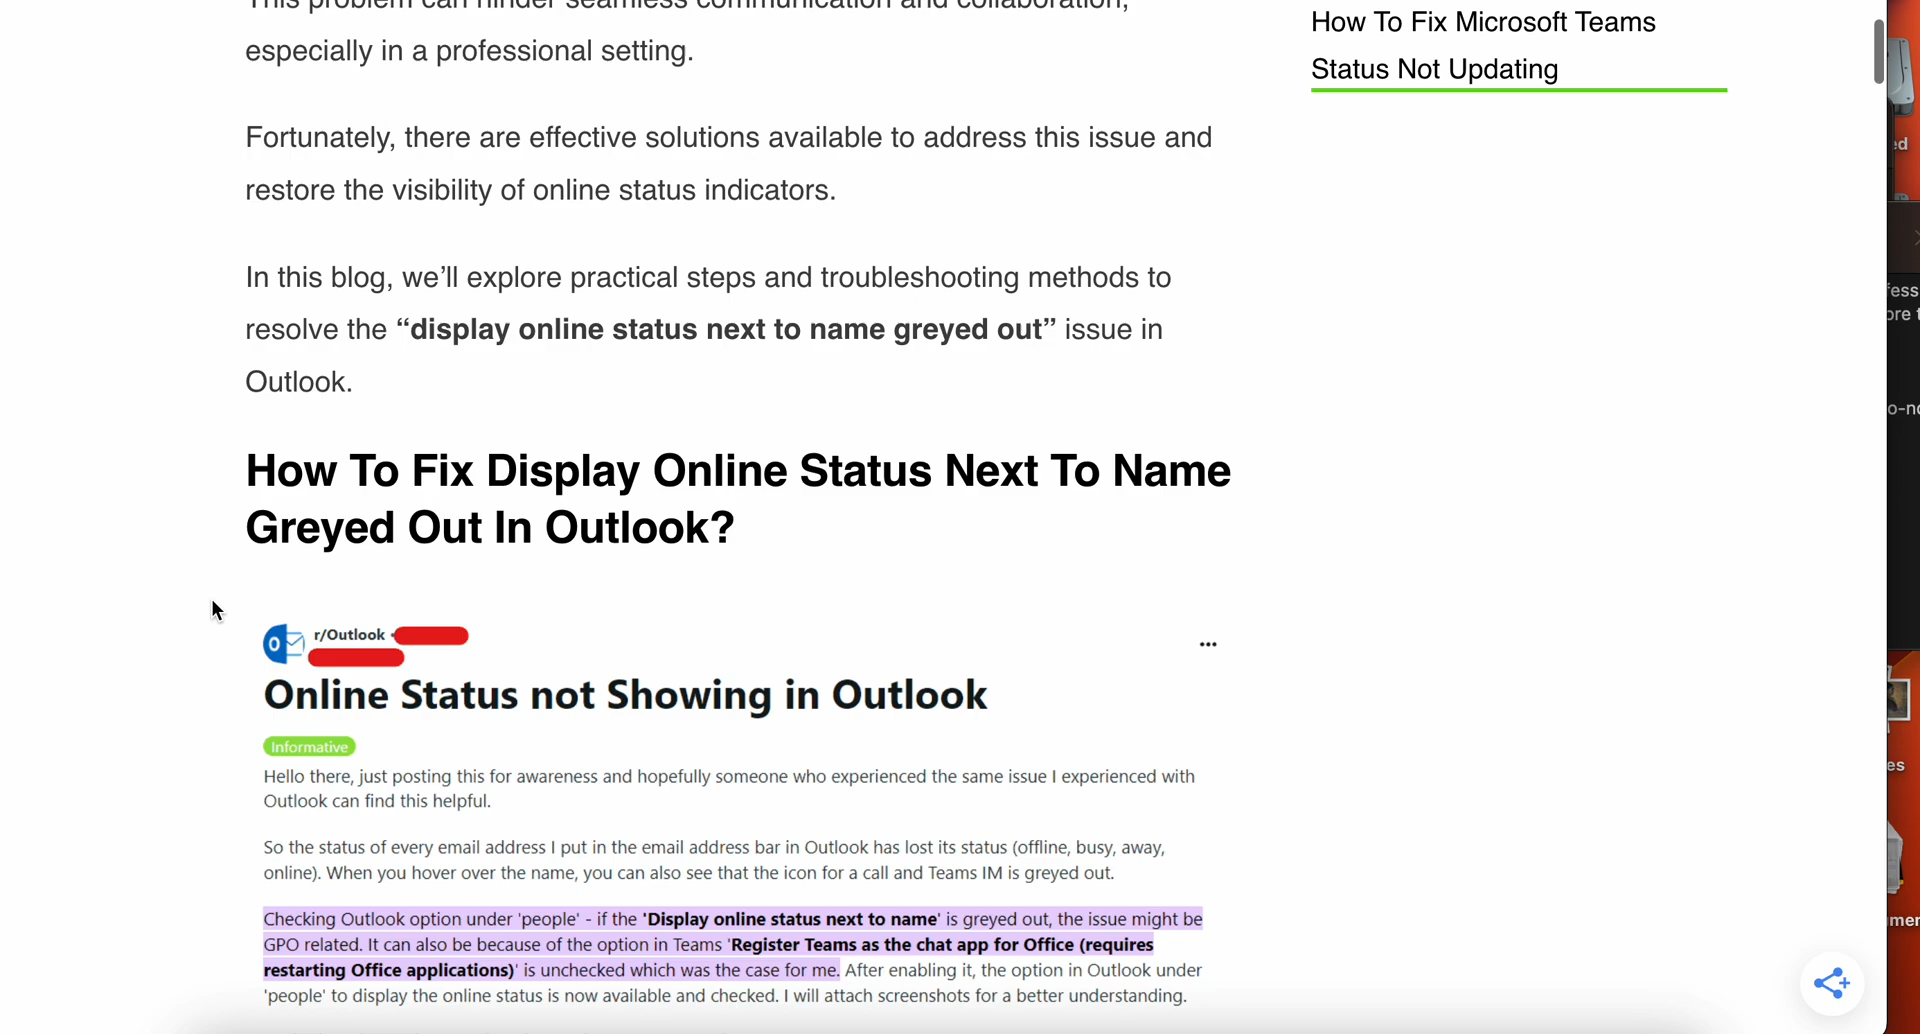 This problem can hinder seamless communication and collaboration,
especially in a professional setting.
Fortunately, there are effective solutions available to address this issue and
restore the visibility of online status indicators.
In this blog, we’ll explore practical steps and troubleshooting methods to
resolve the “display online status next to name greyed out” issue in
Outlook.
How To Fix Display Online Status Next To Name
Greyed Out In Outlook?
r/Outlook •
Online Status not Showing in Outlook
Informative
Hello there, just posting this for awareness and hopefully someone who experienced the same issue I experienced with
Outlook can find this helpful.
So the status of every email address I put in the email address bar in Outlook has lost its status (offline, busy, away,
online). When you hover over the name, you can also see that the icon for a call and Teams IM is greyed out.
Checking Outlook option under 'people' - if the 'Display online status next to name' is greyed out, the issue might be
GPO related. It can also be because of the option in Teams 'Register Teams as the chat app for Office (requires
restarting Office applications)' is unchecked which was the case for me. After enabling it, the option in Outlook under
'people' to display the online status is now available and checked. I will attach screenshots for a better understanding.
How To Fix Microsoft Teams
Status Not Updating